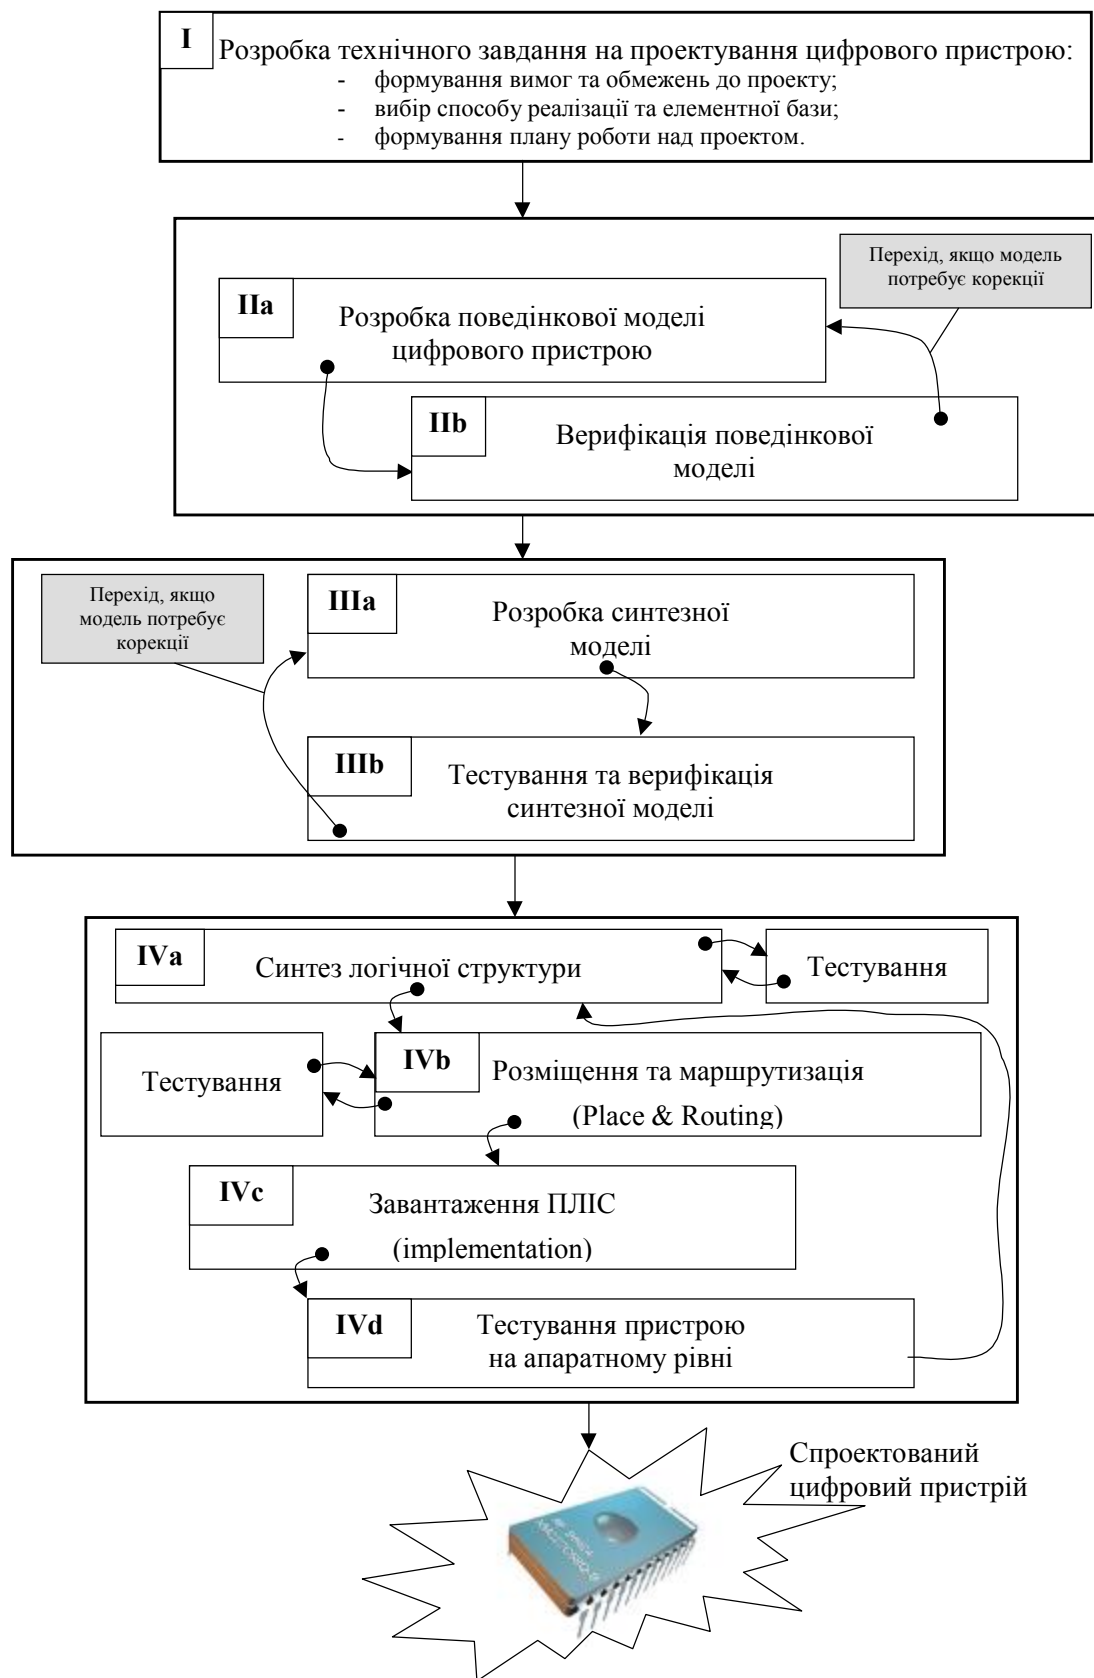 I
Розробка технічного завдання на проектування цифрового пристрою:
- формування вимог та обмежень до проекту;
- вибір способу реалізації та елементної бази;
- формування плану роботи над проектом.
Перехід, якщо модель
потребує корекції
IIa
Розробка поведінкової моделі
цифрового пристрою
IIb
Верифікація поведінкової
моделі
Перехід, якщо
модель потребує
корекції
IIIa
Розробка синтезної
моделі
IIIb
Тестування та верифікація
синтезної моделі
IVa
Синтез логічної структури
Тестування
Тестування
IVb
Розміщення та маршрутизація
(Place & Routing)
IVc
Завантаження ПЛІС
(implementation)
IVd
Тестування пристрою
на апаратному рівні
Спроектований
цифровий пристрій